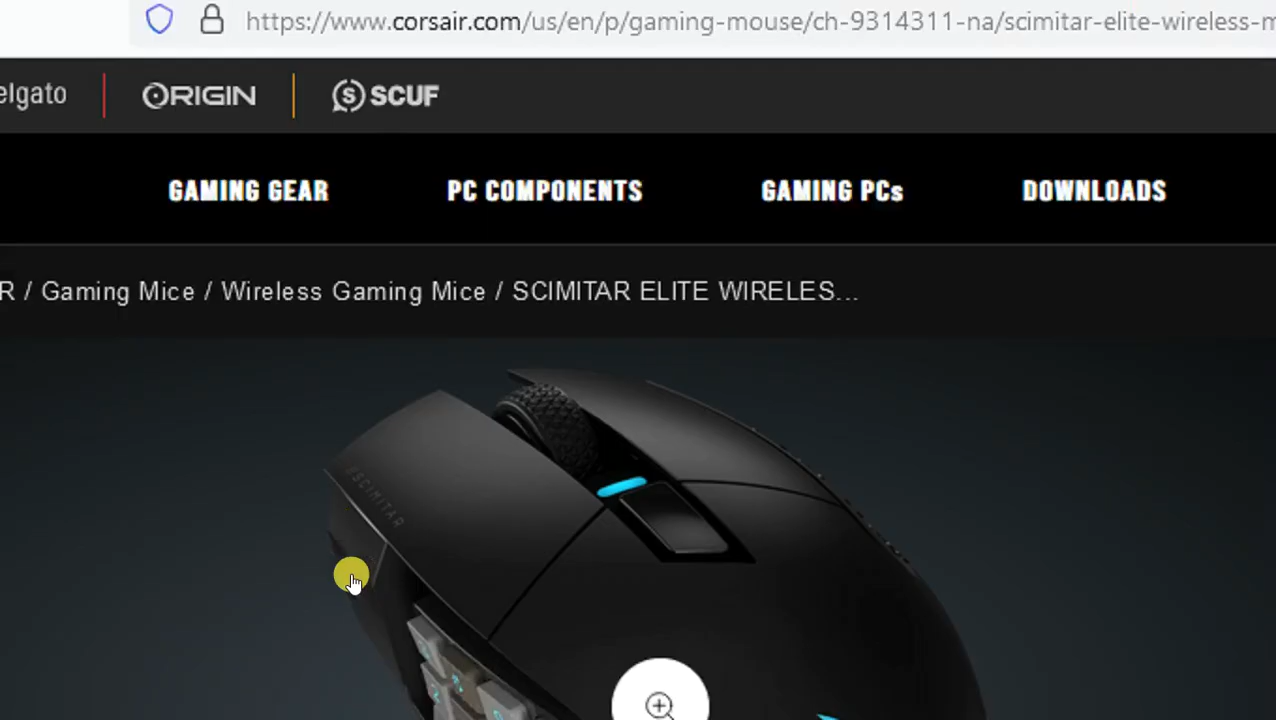 https://www.corsair.com/us/en/p/gaming-mouse/ch-9314311-na/scimitar-elite-wireless-m
elgato
ORIGIN
SCUF
GAMING GEAR
PC COMPONENTS
GAMING PCs
DOWNLOADS
R / Gaming Mice / Wireless Gaming Mice / SCIMITAR ELITE WIRELES...
#SCIMITAR